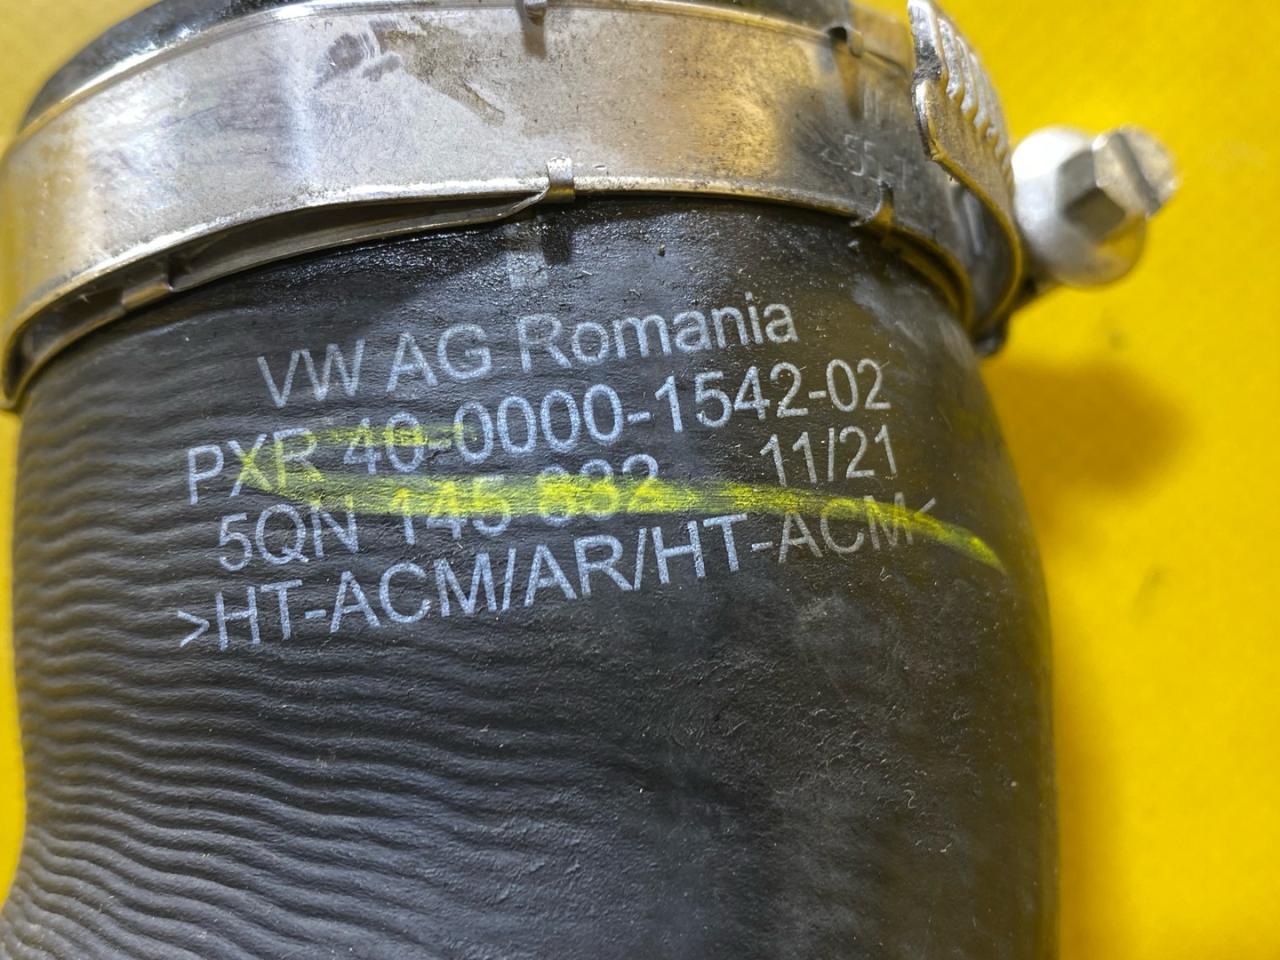 VW AG Romania
PXR 40-0000-1542-02
5QN 145 832 11/21
>HT-ACM/AR/HT-ACM<